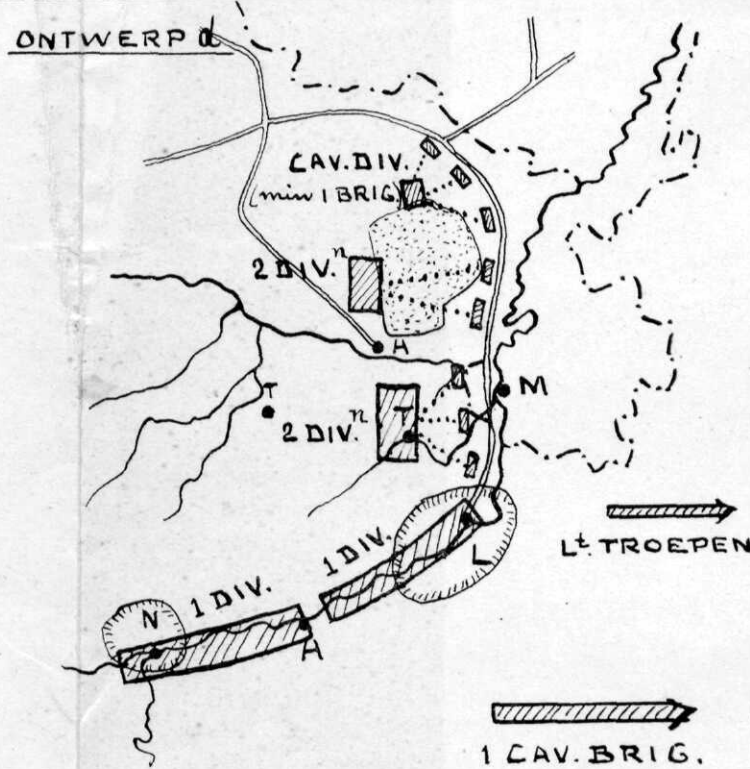 ONTWERP d
CAV. DIV.
(min 1 BRIG.)
2 DIV.n
H
M
T
2 DIV.n
T
Lt. TROEPEN
L
1 DIV.
1 DIV.
N
H
1 CAV. BRIG.